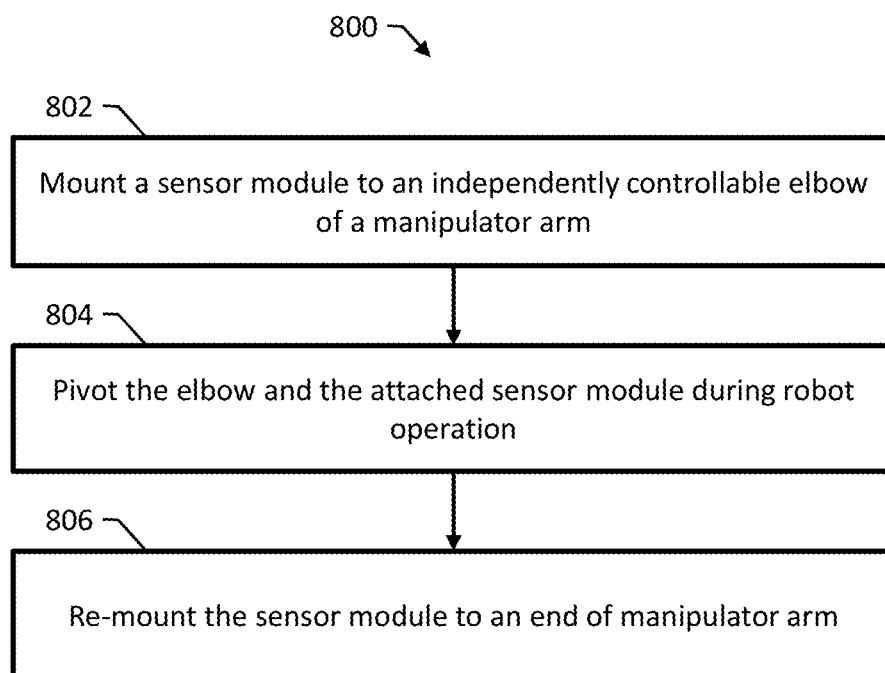 800
802
Mount a sensor module to an independently controllable elbow
of a manipulator arm
804
Pivot the elbow and the attached sensor module during robot
operation
806
Re-mount the sensor module to an end of manipulator arm